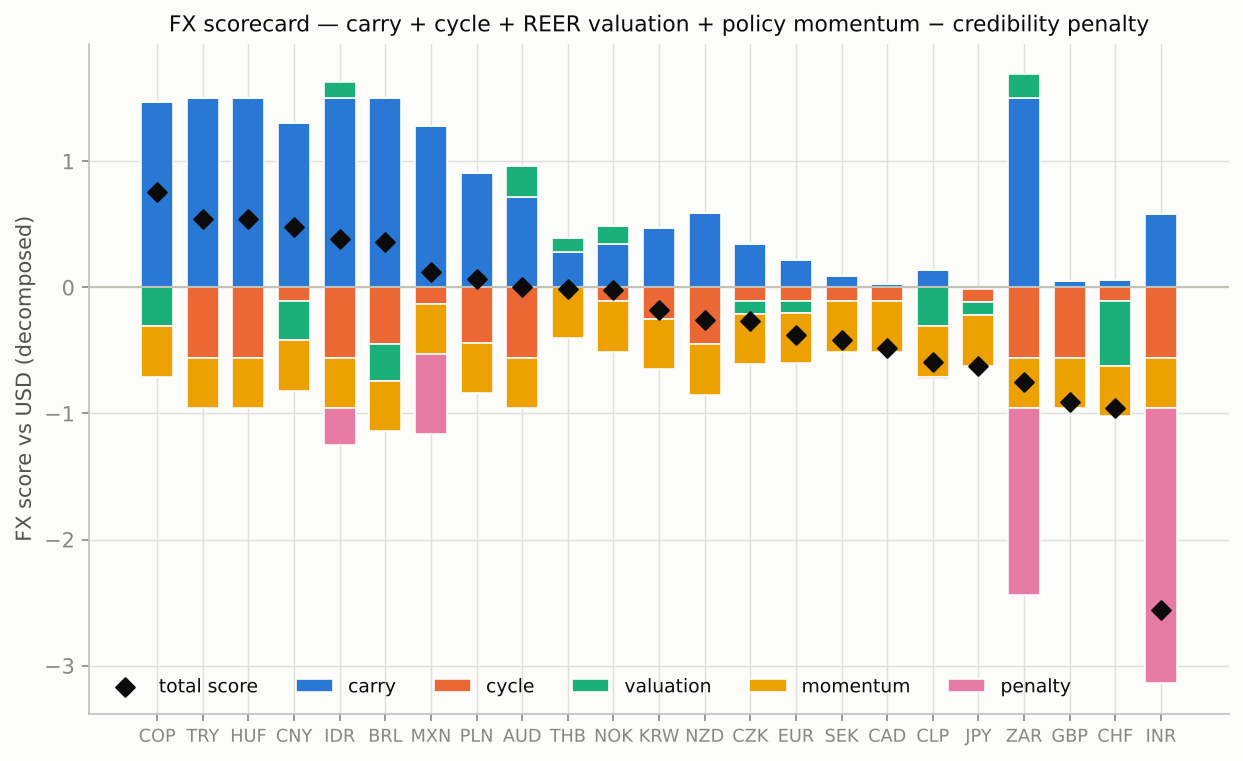 FX scorecard — carry + cycle + REER valuation + policy momentum − credibility penalty
FX score vs USD (decomposed)
1
0
−1
−2
−3
total score carry cycle valuation momentum penalty
COP TRY HUF CNY IDR BRL MXN PLN AUD THB NOK KRW NZD CZK EUR SEK CAD CLP JPY ZAR GBP CHF INR